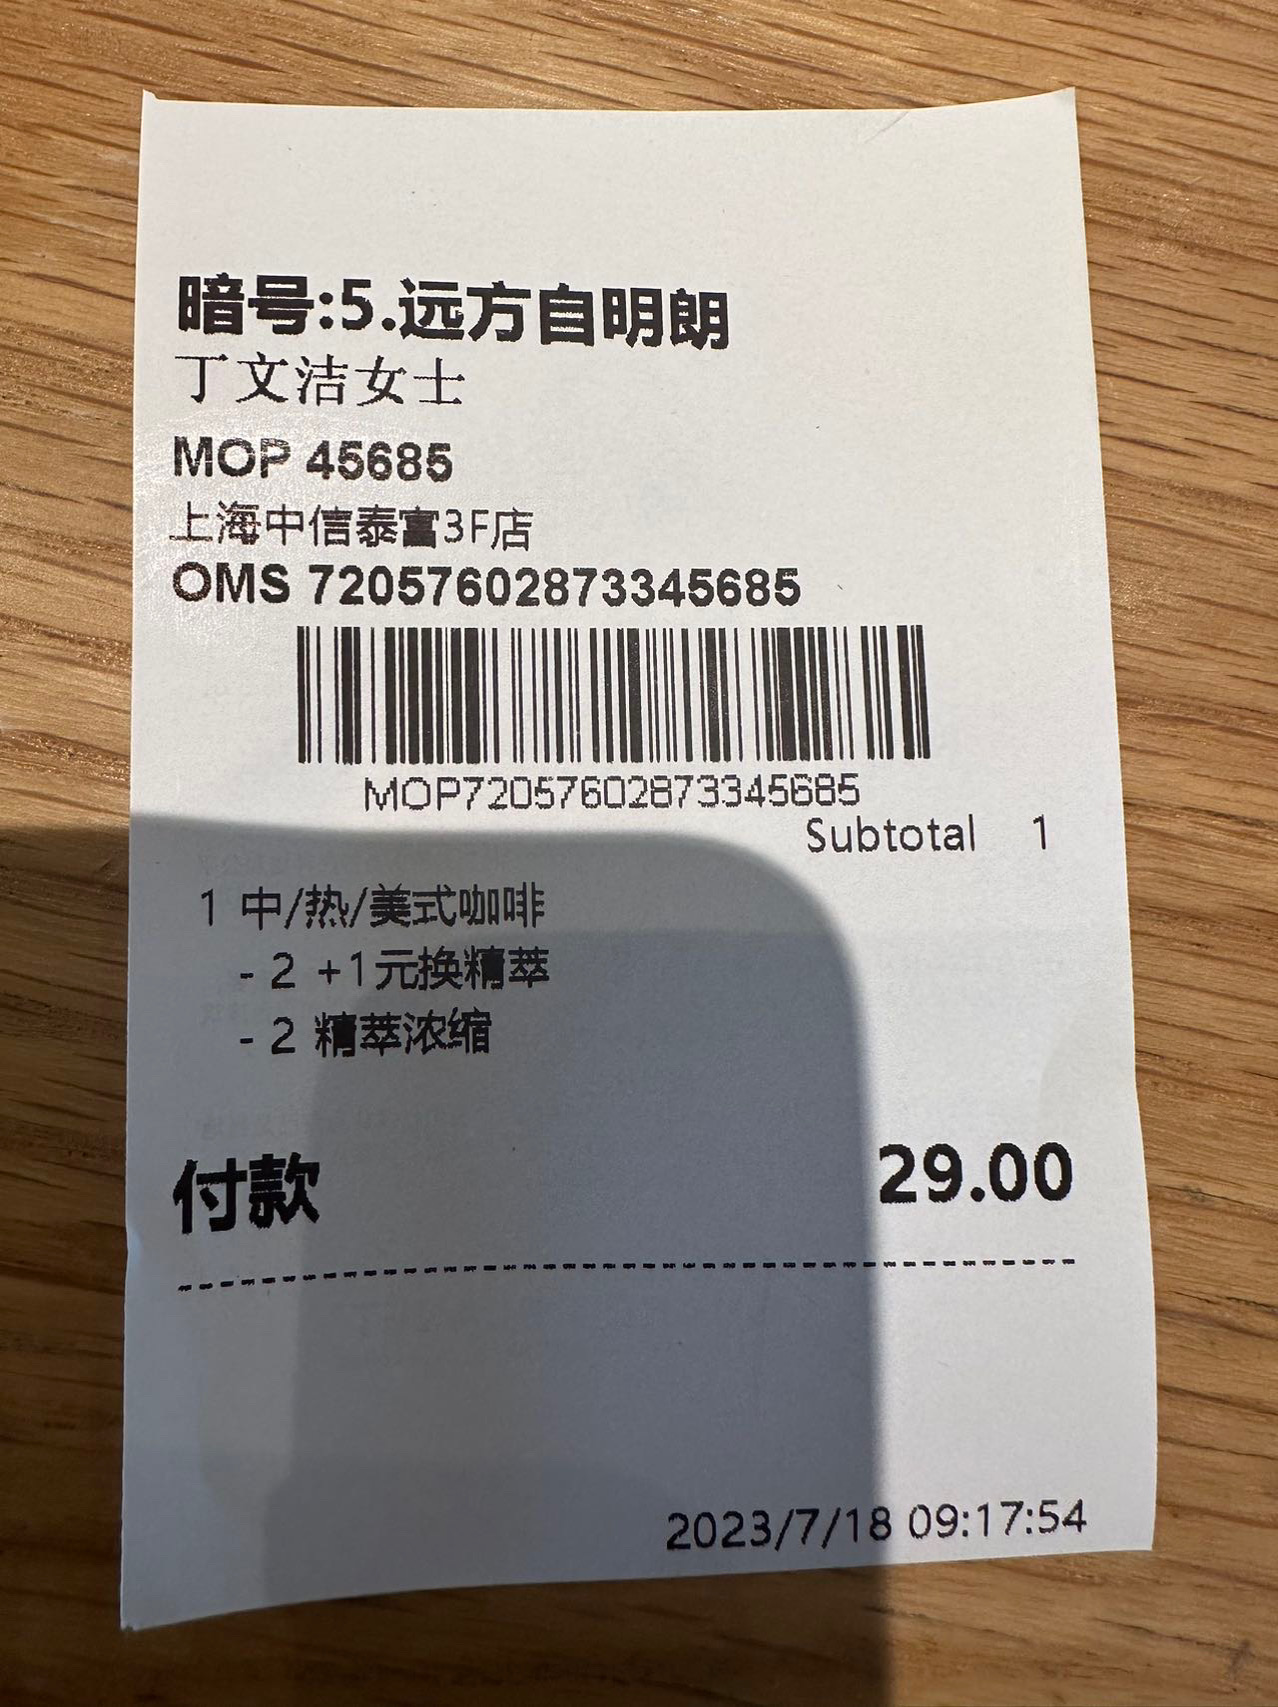 暗号:5.远方自明朗
丁文洁女士
MOP 45685
上海中信泰富3F店
OMS 72057602873345685
MOP72057602873345685
Subtotal 1
1 中/热/美式咖啡
- 2 +1元换精萃
- 2 精萃浓缩
付款 29.00
2023/7/18 09:17:54